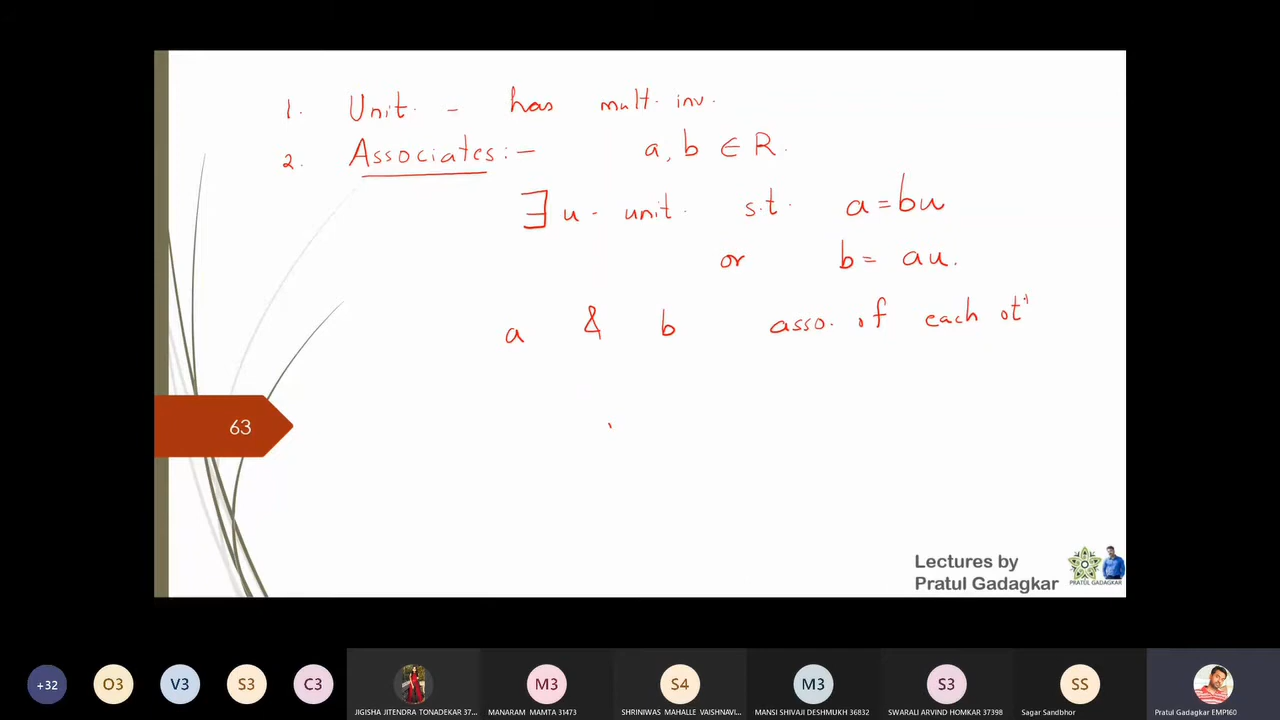 1. Unit. - has mult. inv.
2. Associates:- a, b ∈ R.
∃ u - unit. s.t. a = bu
or b = au.
a & b asso. of each ot
63
Lectures by
Pratul Gadagkar
PRATUL GADAGKAR
+32 O3 V3 S3 C3 M3 S4 M3 S3 SS
JIGISHA JITENDRA TONADEKAR 37... MANARAM MAMTA 31473 SHRINIWAS MAHALLE VAISHNAVI... MANSI SHIVAJI DESHMUKH 36832 SWARALI ARVIND HOMKAR 37398 Sagar Sandbhor Pratul Gadagkar EMP160